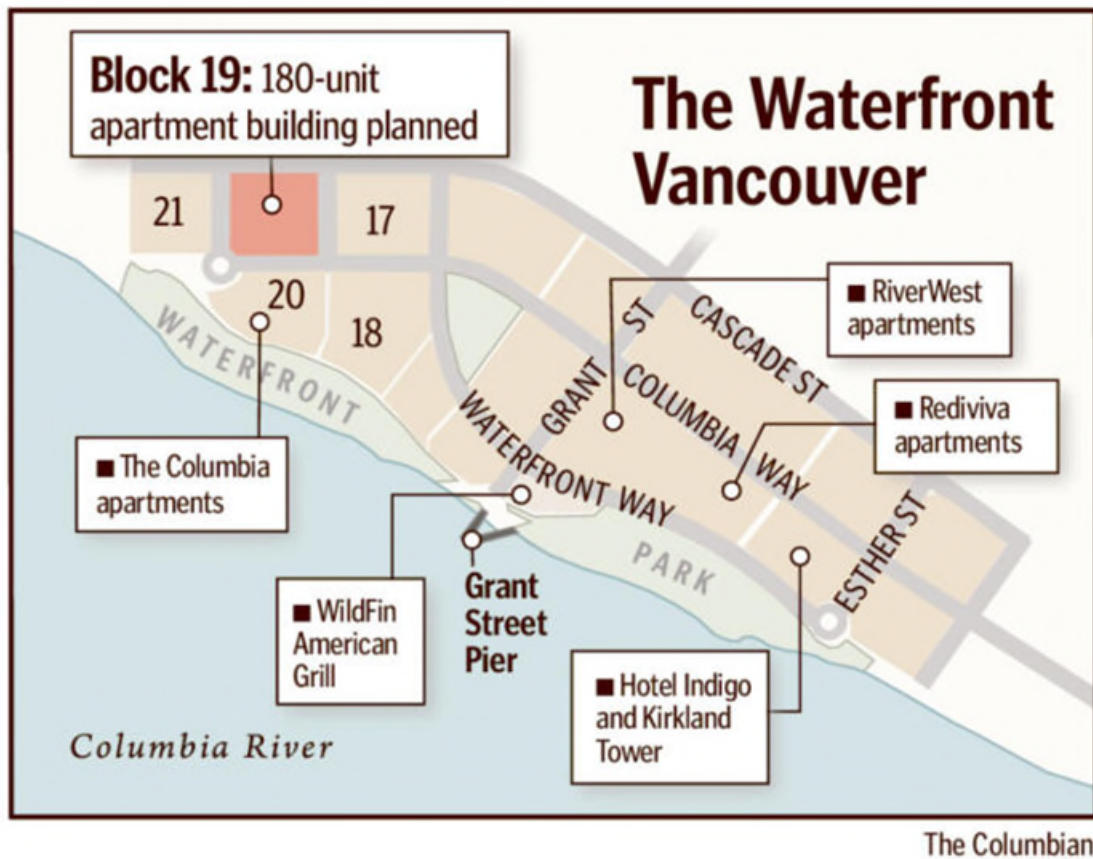 Block 19: 180-unit
apartment building planned
The Waterfront
Vancouver
21
17
20
18
■ RiverWest
apartments
CASCADE ST
GRANT ST
COLUMBIA WAY
■ Rediviva
apartments
WATERFRONT
WATERFRONT WAY
■ The Columbia
apartments
PARK
ESTHER ST
Grant
Street
Pier
■ WildFin
American
Grill
■ Hotel Indigo
and Kirkland
Tower
Columbia River
The Columbian